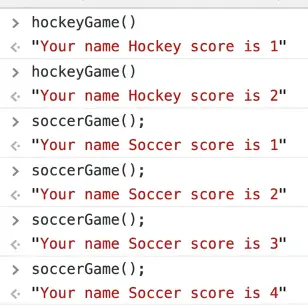 > hockeyGame()
<· "Your name Hockey score is 1"
> hockeyGame()
<· "Your name Hockey score is 2"
> soccerGame();
<· "Your name Soccer score is 1"
> soccerGame();
<· "Your name Soccer score is 2"
> soccerGame();
<· "Your name Soccer score is 3"
> soccerGame();
<· "Your name Soccer score is 4"